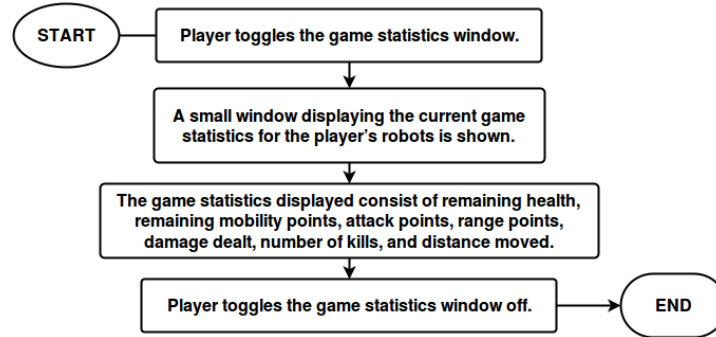 START
Player toggles the game statistics window.
A small window displaying the current game
statistics for the player's robots is shown.
The game statistics displayed consist of remaining health,
remaining mobility points, attack points, range points,
damage dealt, number of kills, and distance moved.
Player toggles the game statistics window off.
END